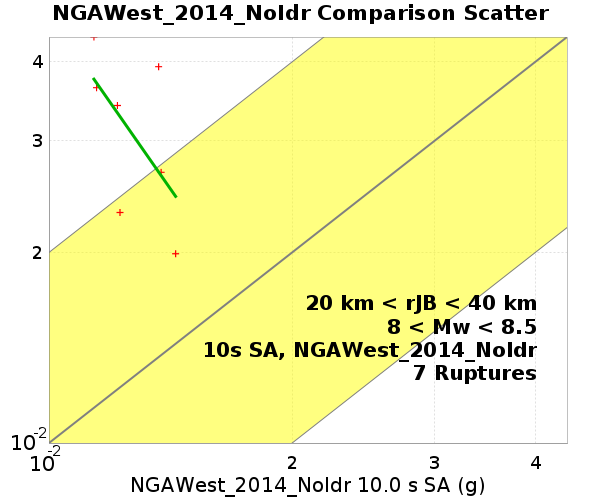 NGAWest_2014_NoIdr Comparison Scatter
4
3
2
10-2
10-2
2
3
4
20 km < rJB < 40 km
8 < Mw < 8.5
10s SA, NGAWest_2014_NoIdr
7 Ruptures
NGAWest_2014_NoIdr 10.0 s SA (g)